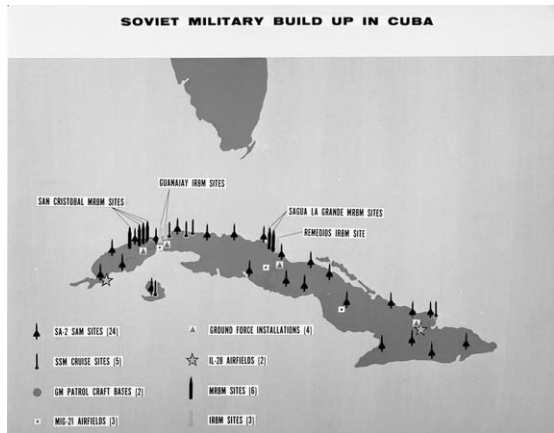 SOVIET MILITARY BUILD UP IN CUBA
GUANAJAY IRBM SITES
SAN CRISTOBAL MRBM SITES
SAGUA LA GRANDE MRBM SITES
REMEDIOS IRBM SITE
SA-2 SAM SITES (24)
GROUND FORCE INSTALLATIONS (4)
SSM CRUISE SITES (5)
IL-28 AIRFIELDS (2)
GM PATROL CRAFT BASES (2)
MRBM SITES (6)
MIG-21 AIRFIELDS (3)
IRBM SITES (3)